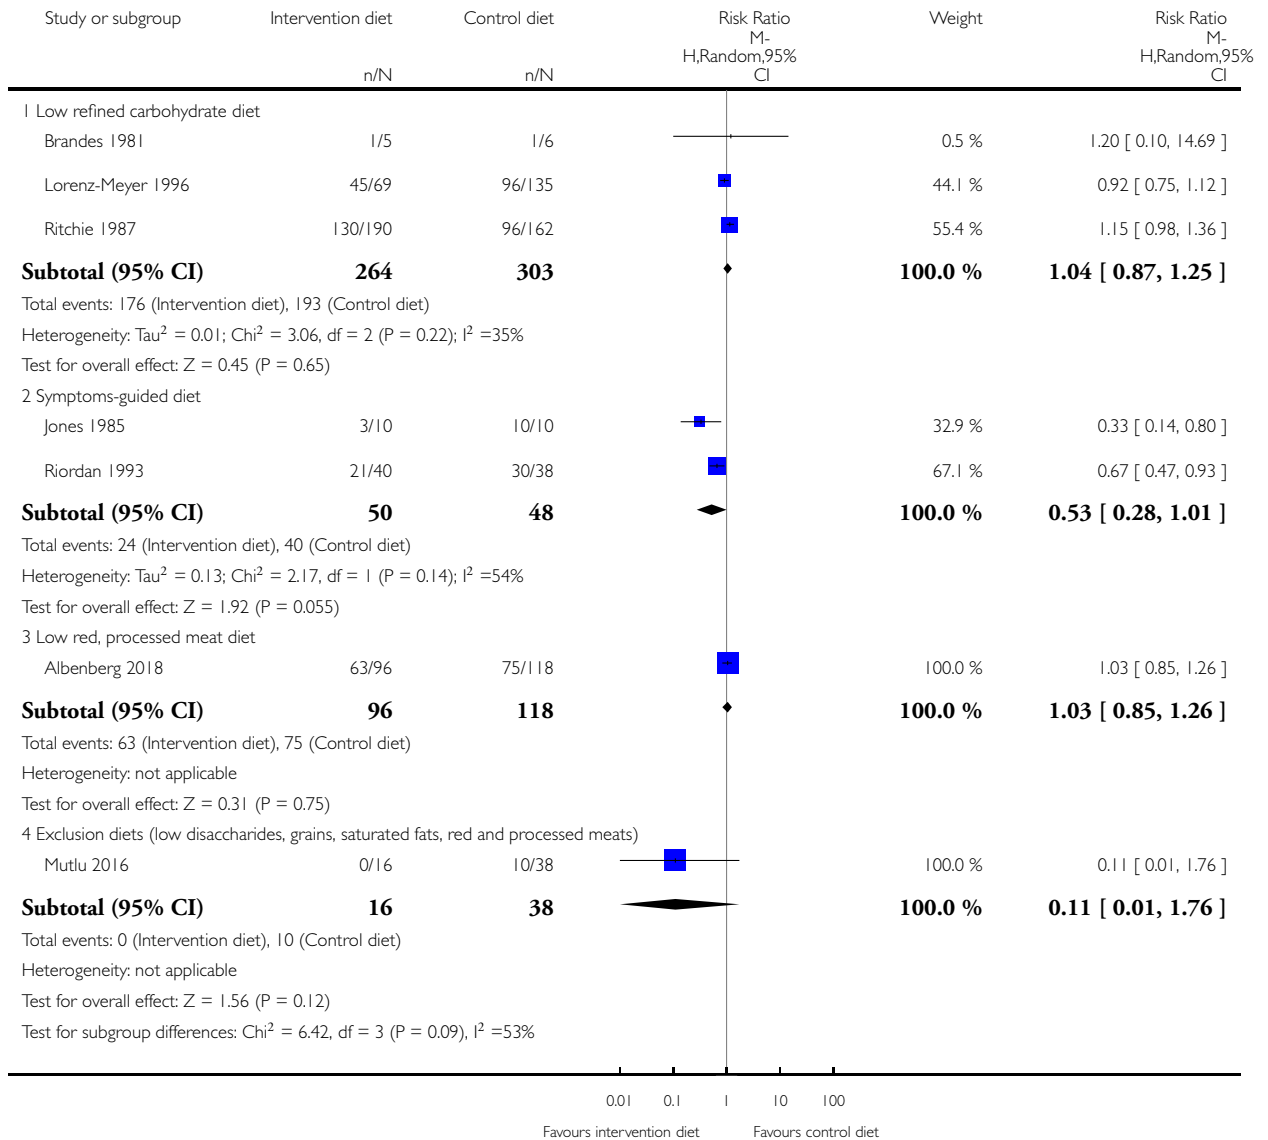 Study or subgroup Intervention diet Control diet Risk Ratio Weight Risk Ratio
M-H,Random,95% CI M-H,Random,95% CI
n/N n/N
1 Low refined carbohydrate diet
Brandes 1981 1/5 1/6 0.5 % 1.20 [ 0.10, 14.69 ]
Lorenz-Meyer 1996 45/69 96/135 44.1 % 0.92 [ 0.75, 1.12 ]
Ritchie 1987 130/190 96/162 55.4 % 1.15 [ 0.98, 1.36 ]
Subtotal (95% CI) 264 303 100.0 % 1.04 [ 0.87, 1.25 ]
Total events: 176 (Intervention diet), 193 (Control diet)
Heterogeneity: Tau² = 0.01; Chi² = 3.06, df = 2 (P = 0.22); I² =35%
Test for overall effect: Z = 0.45 (P = 0.65)
2 Symptoms-guided diet
Jones 1985 3/10 10/10 32.9 % 0.33 [ 0.14, 0.80 ]
Riordan 1993 21/40 30/38 67.1 % 0.67 [ 0.47, 0.93 ]
Subtotal (95% CI) 50 48 100.0 % 0.53 [ 0.28, 1.01 ]
Total events: 24 (Intervention diet), 40 (Control diet)
Heterogeneity: Tau² = 0.13; Chi² = 2.17, df = 1 (P = 0.14); I² =54%
Test for overall effect: Z = 1.92 (P = 0.055)
3 Low red, processed meat diet
Albenberg 2018 63/96 75/118 100.0 % 1.03 [ 0.85, 1.26 ]
Subtotal (95% CI) 96 118 100.0 % 1.03 [ 0.85, 1.26 ]
Total events: 63 (Intervention diet), 75 (Control diet)
Heterogeneity: not applicable
Test for overall effect: Z = 0.31 (P = 0.75)
4 Exclusion diets (low disaccharides, grains, saturated fats, red and processed meats)
Mutlu 2016 0/16 10/38 100.0 % 0.11 [ 0.01, 1.76 ]
Subtotal (95% CI) 16 38 100.0 % 0.11 [ 0.01, 1.76 ]
Total events: 0 (Intervention diet), 10 (Control diet)
Heterogeneity: not applicable
Test for overall effect: Z = 1.56 (P = 0.12)
Test for subgroup differences: Chi² = 6.42, df = 3 (P = 0.09), I² =53%
0.01 0.1 1 10 100
Favours intervention diet Favours control diet